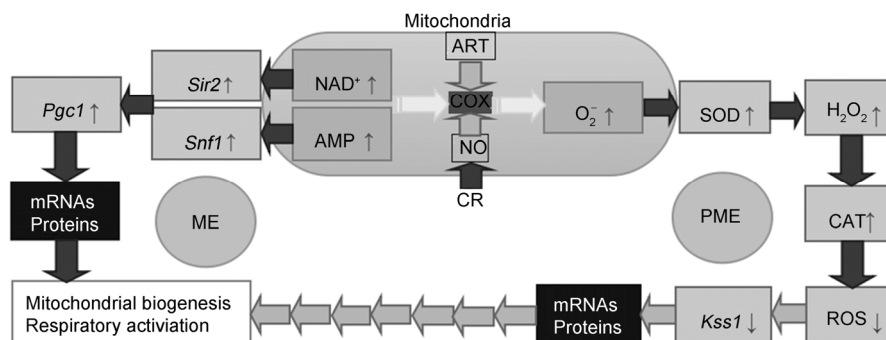 Mitochondria
ART
Sir2 ↑
NAD⁺ ↑
Pgc1 ↑
COX
O₂⁻ ↑
SOD ↑
H₂O₂ ↑
Snf1 ↑
AMP ↑
NO
CR
mRNAs
Proteins
ME
PME
CAT↑
Mitochondrial biogenesis
Respiratory activiation
mRNAs
Proteins
Kss1 ↓
ROS ↓